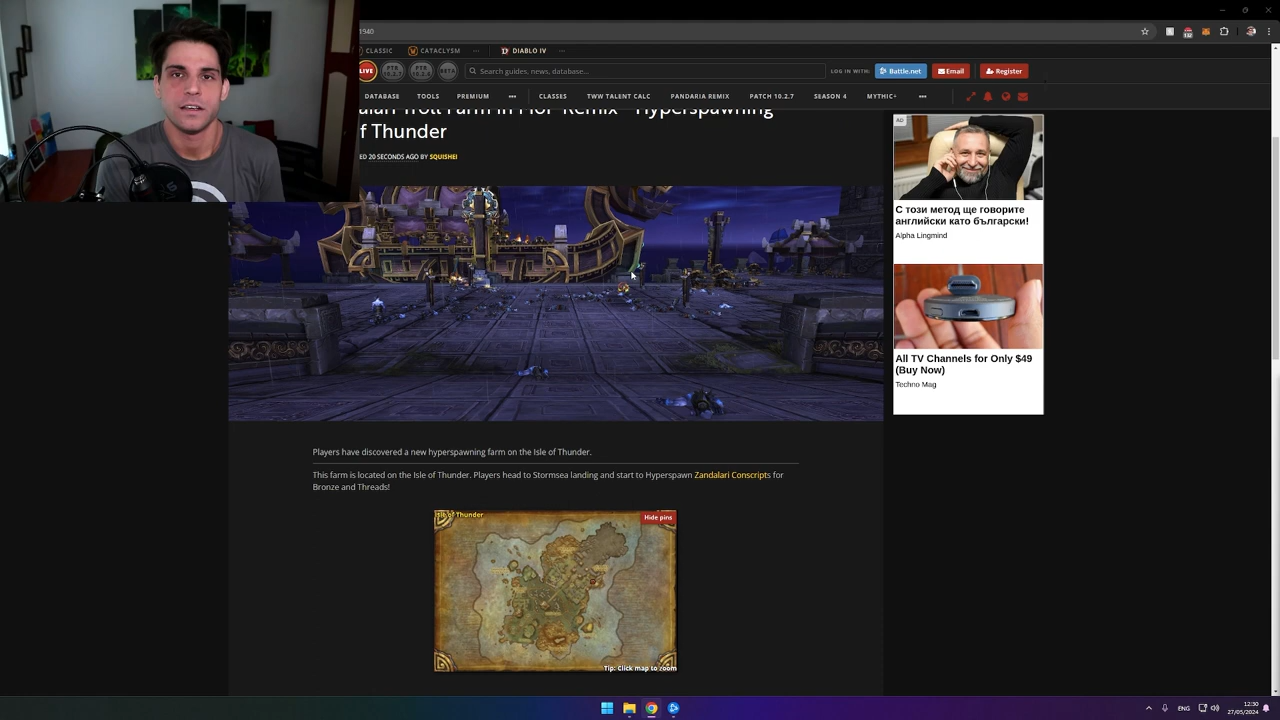 1940
CLASSIC
CATACLYSM
...
DIABLO IV
...
LIVE
PTR
PTR
BETA
Search guides, news, database...
LOG IN WITH:
Battle.net
Email
Register
DATABASE
TOOLS
PREMIUM
•••
CLASSES
TWW TALENT CALC
PANDARIA REMIX
PATCH 10.2.7
SEASON 4
MYTHIC+
•••
f Thunder
ED 20 SECONDS AGO BY SQUISHEI
AD
С този метод ще говорите
английски като български!
Alpha Lingmind
All TV Channels for Only $49
(Buy Now)
Techno Mag
Players have discovered a new hyperspawning farm on the Isle of Thunder.
This farm is located on the Isle of Thunder. Players head to Stormsea landing and start to Hyperspawn Zandalari Conscripts for
Bronze and Threads!
Isle of Thunder
Hide pins
Tip: Click map to zoom
ENG
12:30
27/05/2024